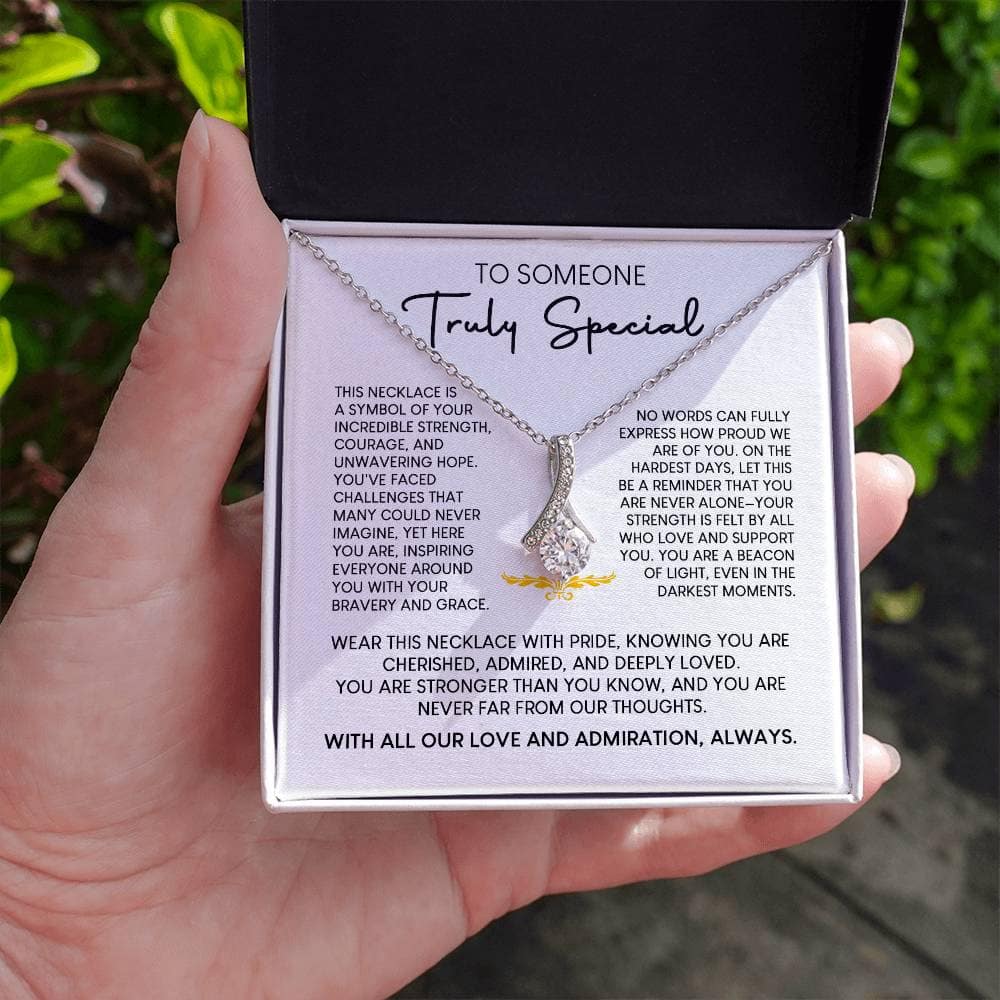 TO SOMEONE
Truly Special
THIS NECKLACE IS
A SYMBOL OF YOUR
INCREDIBLE STRENGTH,
COURAGE, AND
UNWAVERING HOPE.
YOU'VE FACED
CHALLENGES THAT
MANY COULD NEVER
IMAGINE, YET HERE
YOU ARE, INSPIRING
EVERYONE AROUND
YOU WITH YOUR
BRAVERY AND GRACE.
NO WORDS CAN FULLY
EXPRESS HOW PROUD WE
ARE OF YOU. ON THE
HARDEST DAYS, LET THIS
BE A REMINDER THAT YOU
ARE NEVER ALONE—YOUR
STRENGTH IS FELT BY ALL
WHO LOVE AND SUPPORT
YOU. YOU ARE A BEACON
OF LIGHT, EVEN IN THE
DARKEST MOMENTS.
WEAR THIS NECKLACE WITH PRIDE, KNOWING YOU ARE
CHERISHED, ADMIRED, AND DEEPLY LOVED.
YOU ARE STRONGER THAN YOU KNOW, AND YOU ARE
NEVER FAR FROM OUR THOUGHTS.
WITH ALL OUR LOVE AND ADMIRATION, ALWAYS.